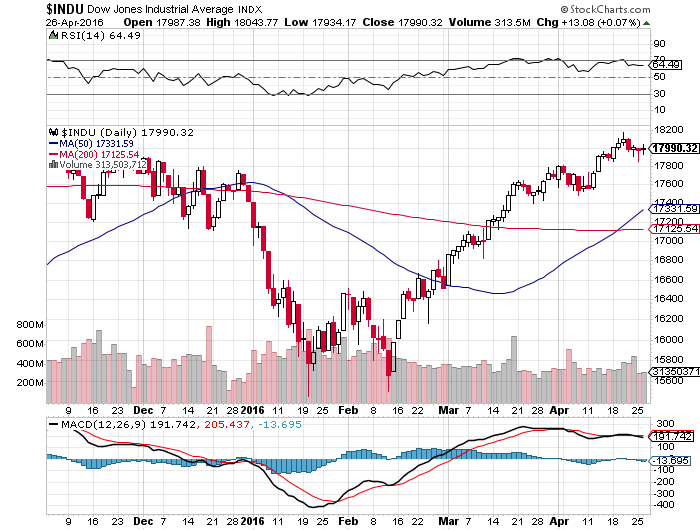 $INDU Dow Jones Industrial Average INDX
© StockCharts.com
26-Apr-2016 Open 17987.38 High 18043.77 Low 17934.17 Close 17990.32 Volume 313.5M Chg +13.08 (+0.07%)
RSI(14) 64.49
90
70
64.49
50
30
10
$INDU (Daily) 17990.32
MA(50) 17331.59
MA(200) 17125.54
Volume 313,503,712
18200
17990.32
17800
17600
17400
17331.59
17200
17125.54
17000
16800
16600
16400
16200
16000
15800
15600
800M
600M
400M
200M
31350371
9 16 23 Dec 7 14 21 28 2016 11 19 25 Feb 8 16 22 Mar 7 14 21 28 Apr 11 18 25
MACD(12,26,9) 191.742, 205.437, -13.695
300
191.742
100
-13.695
-100
-200
-300
-400
9 16 23 Dec 7 14 21 28 2016 11 19 25 Feb 8 16 22 Mar 7 14 21 28 Apr 11 18 25